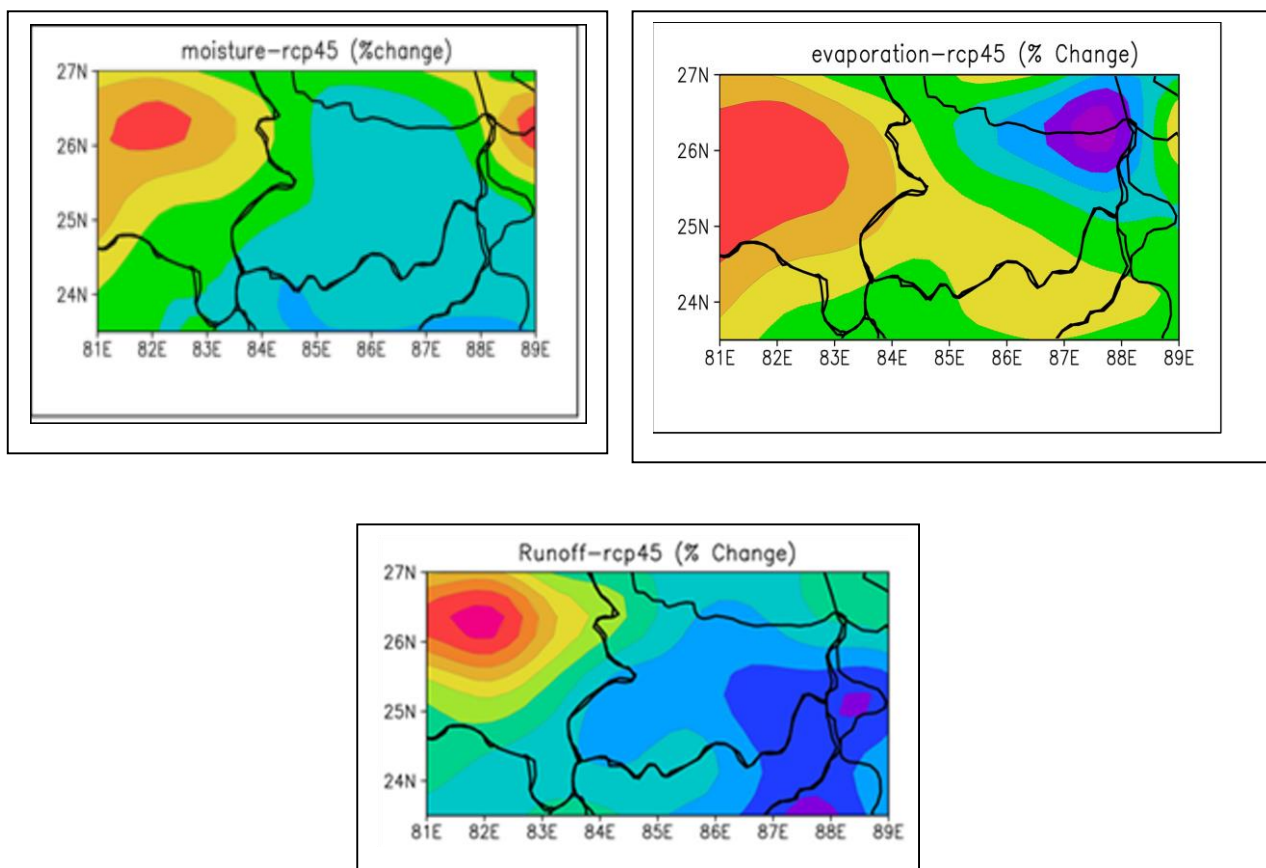 moisture-rcp45 (%change)
27N
26N
25N
24N
81E 82E 83E 84E 85E 86E 87E 88E 89E
evaporation-rcp45 (% Change)
27N
26N
25N
24N
81E 82E 83E 84E 85E 86E 87E 88E 89E
Runoff-rcp45 (% Change)
27N
26N
25N
24N
81E 82E 83E 84E 85E 86E 87E 88E 89E